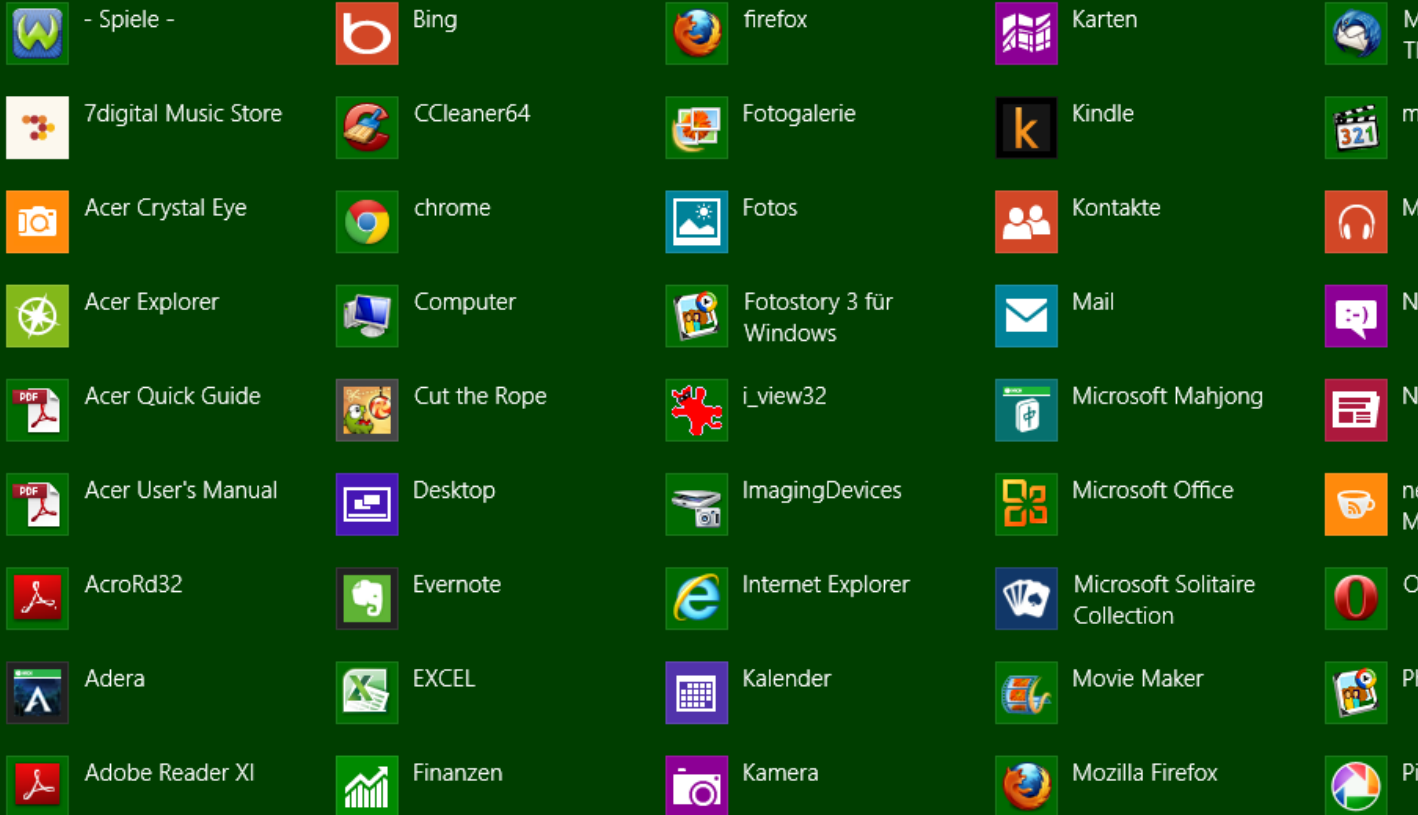 - Spiele -
7digital Music Store
Acer Crystal Eye
Acer Explorer
PDF
Acer Quick Guide
PDF
Acer User's Manual
AcroRd32
Adera
Adobe Reader XI
Bing
CCleaner64
chrome
Computer
Cut the Rope
Desktop
Evernote
EXCEL
Finanzen
firefox
Fotogalerie
Fotos
Fotostory 3 für
Windows
i_view32
ImagingDevices
Internet Explorer
Kalender
Kamera
Karten
k
Kindle
Kontakte
Mail
Microsoft Mahjong
Microsoft Office
Microsoft Solitaire
Collection
Movie Maker
Mozilla Firefox
321
:-)